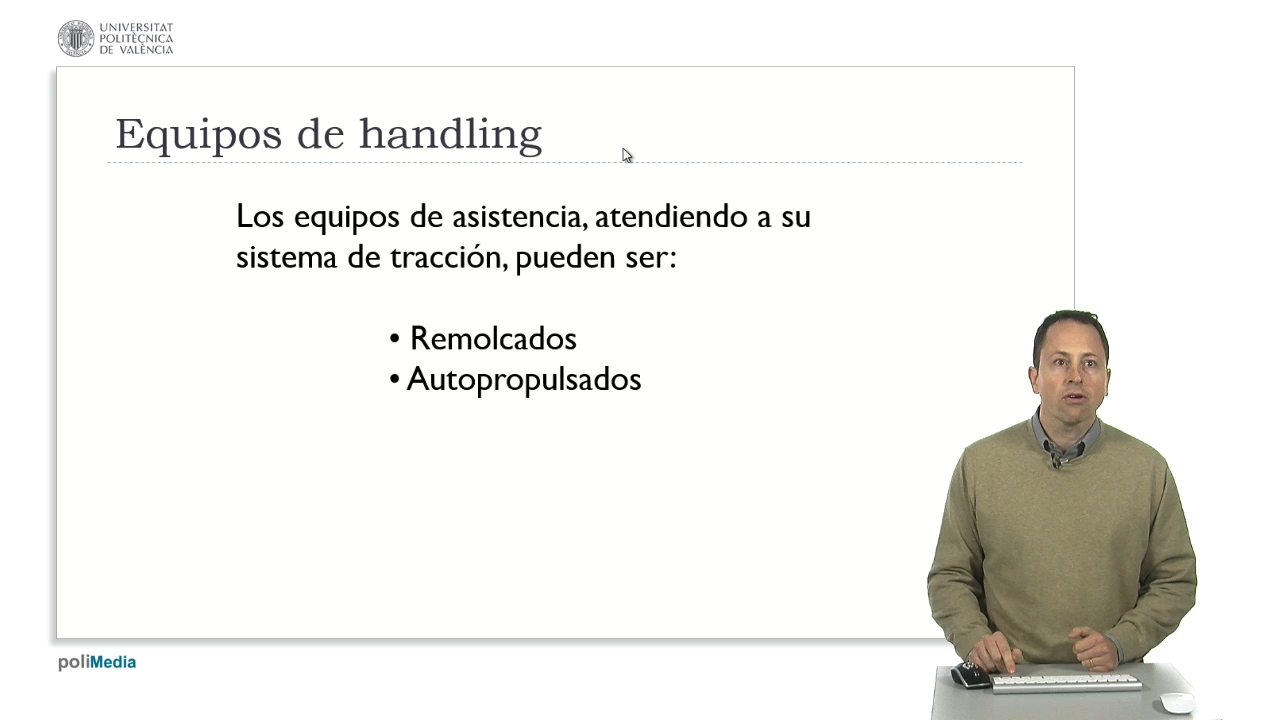 UNIVERSITAT
POLITÈCNICA
DE VALÈNCIA
Equipos de handling
Los equipos de asistencia, atendiendo a su
sistema de tracción, pueden ser:
• Remolcados
• Autopropulsados
poliMedia